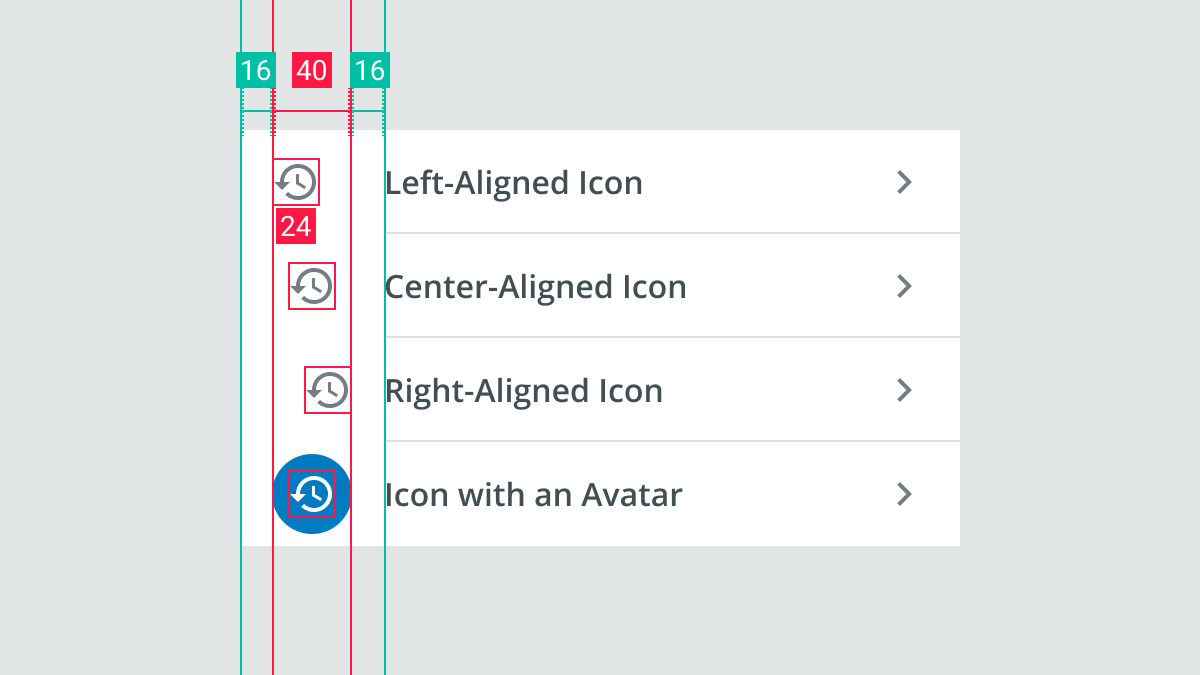 16 40 16
Left-Aligned Icon
24
Center-Aligned Icon
Right-Aligned Icon
Icon with an Avatar